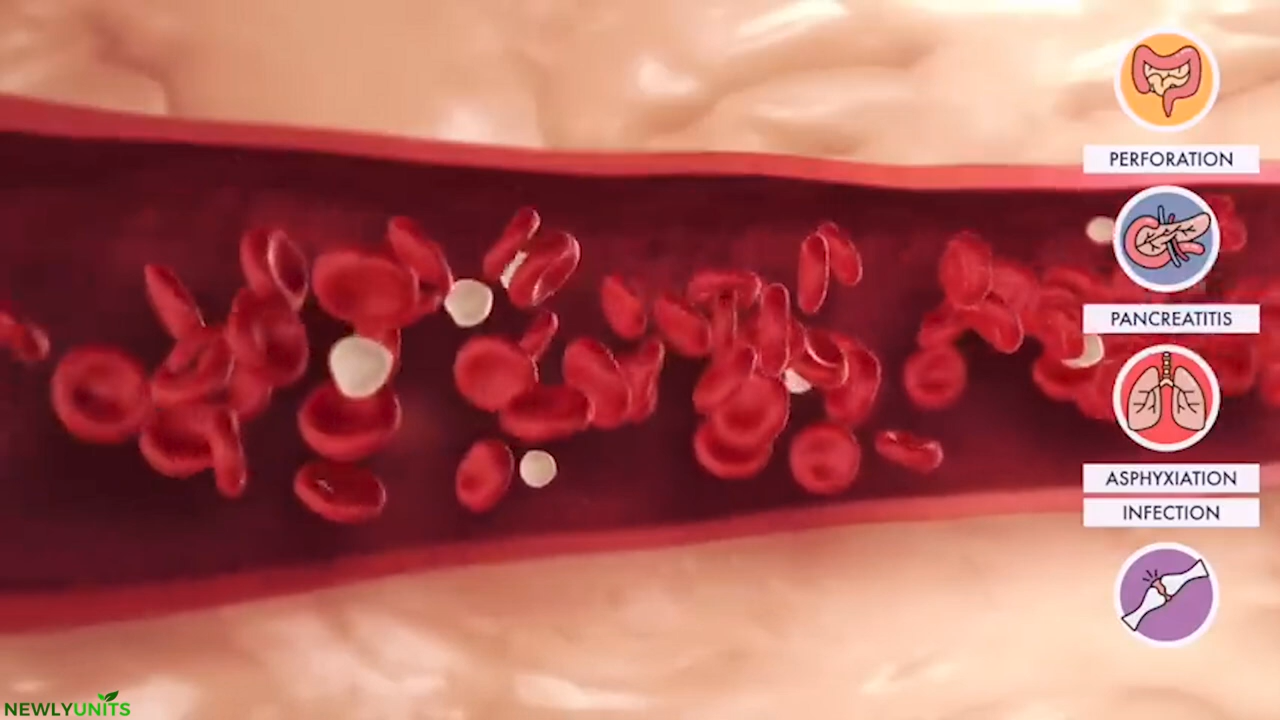 PERFORATION
PANCREATITIS
ASPHYXIATION
INFECTION
NEWLYUNITS